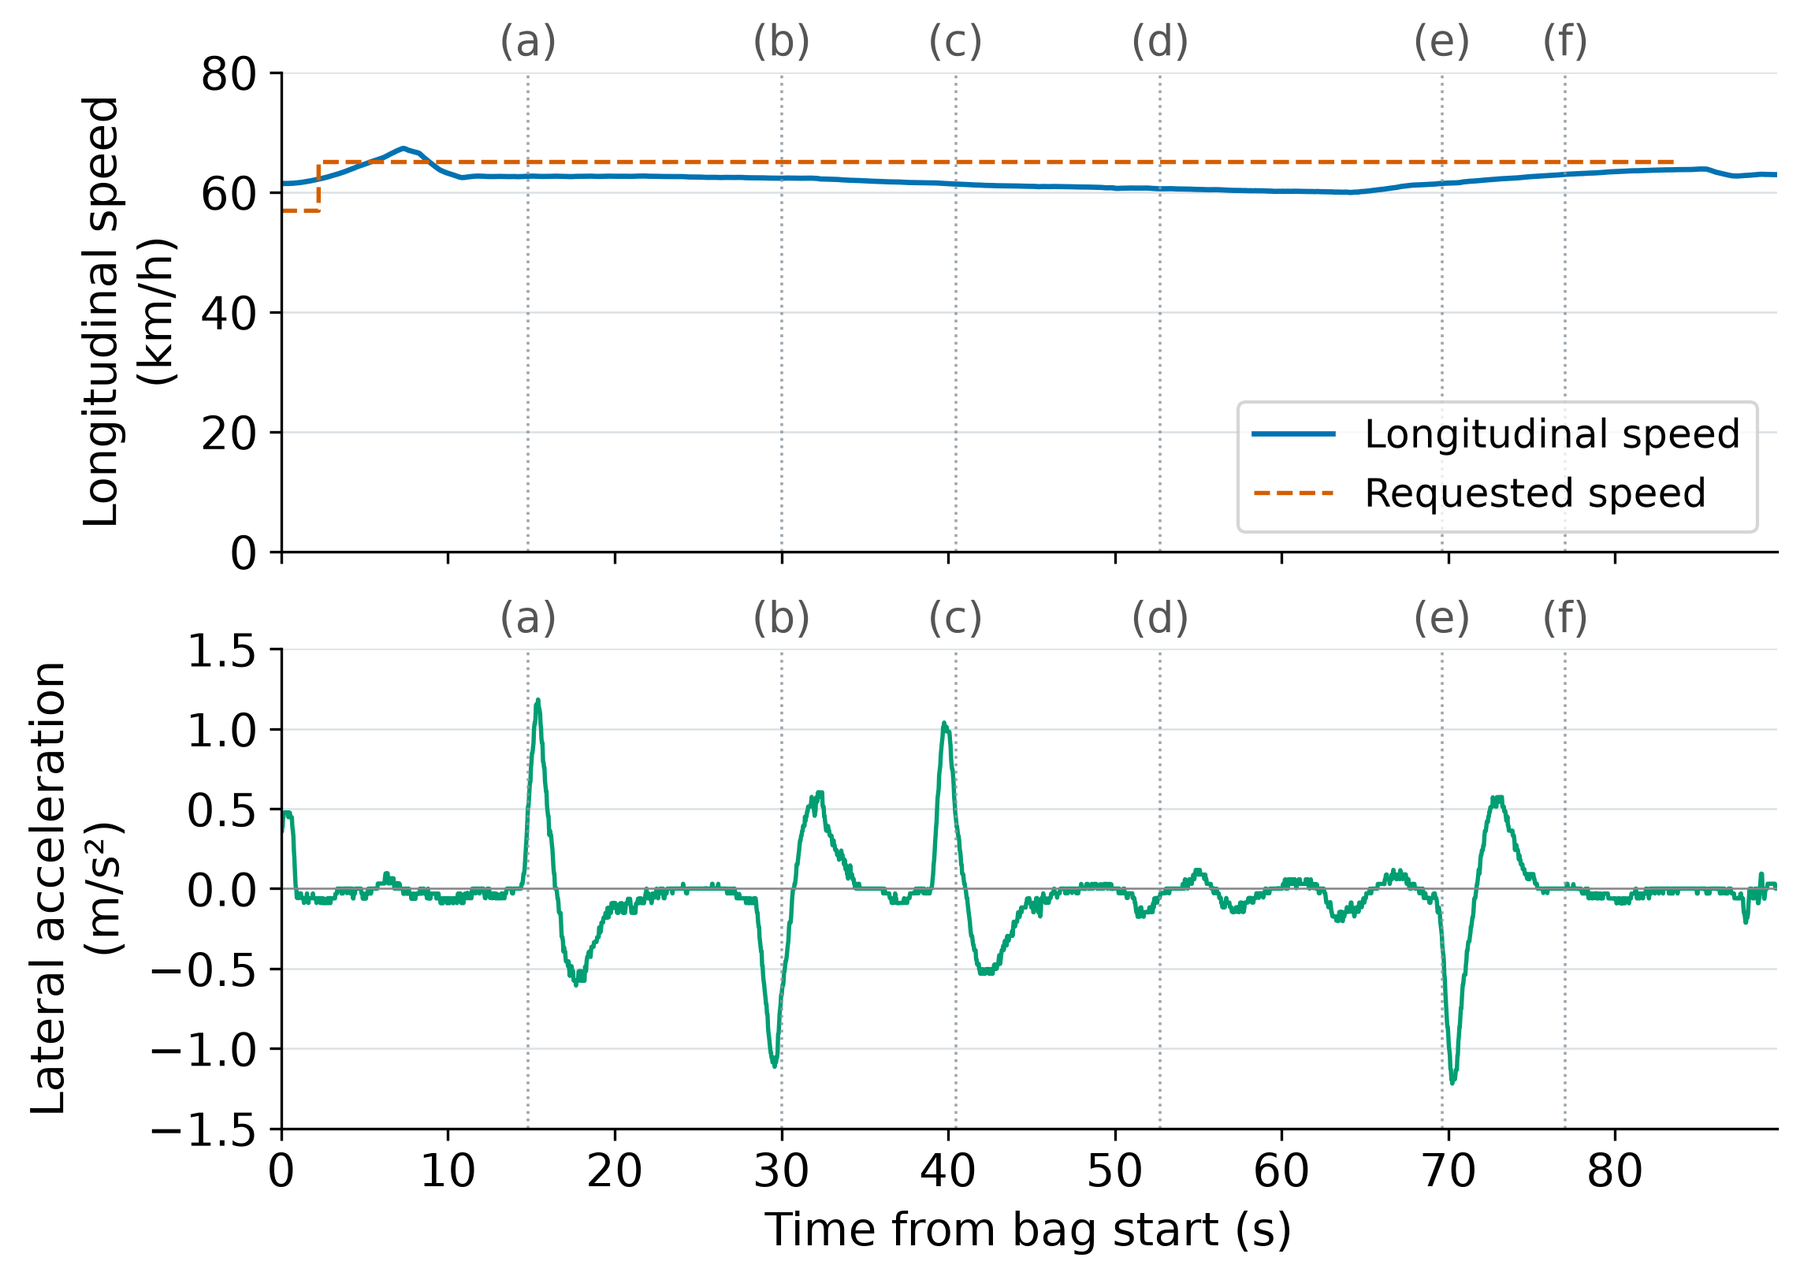 (a) (b) (c) (d) (e) (f)
80
60
40
20
0
Longitudinal speed
(km/h)
Longitudinal speed
Requested speed
(a) (b) (c) (d) (e) (f)
1.5
1.0
0.5
0.0
−0.5
−1.0
−1.5
Lateral acceleration
(m/s²)
0 10 20 30 40 50 60 70 80
Time from bag start (s)